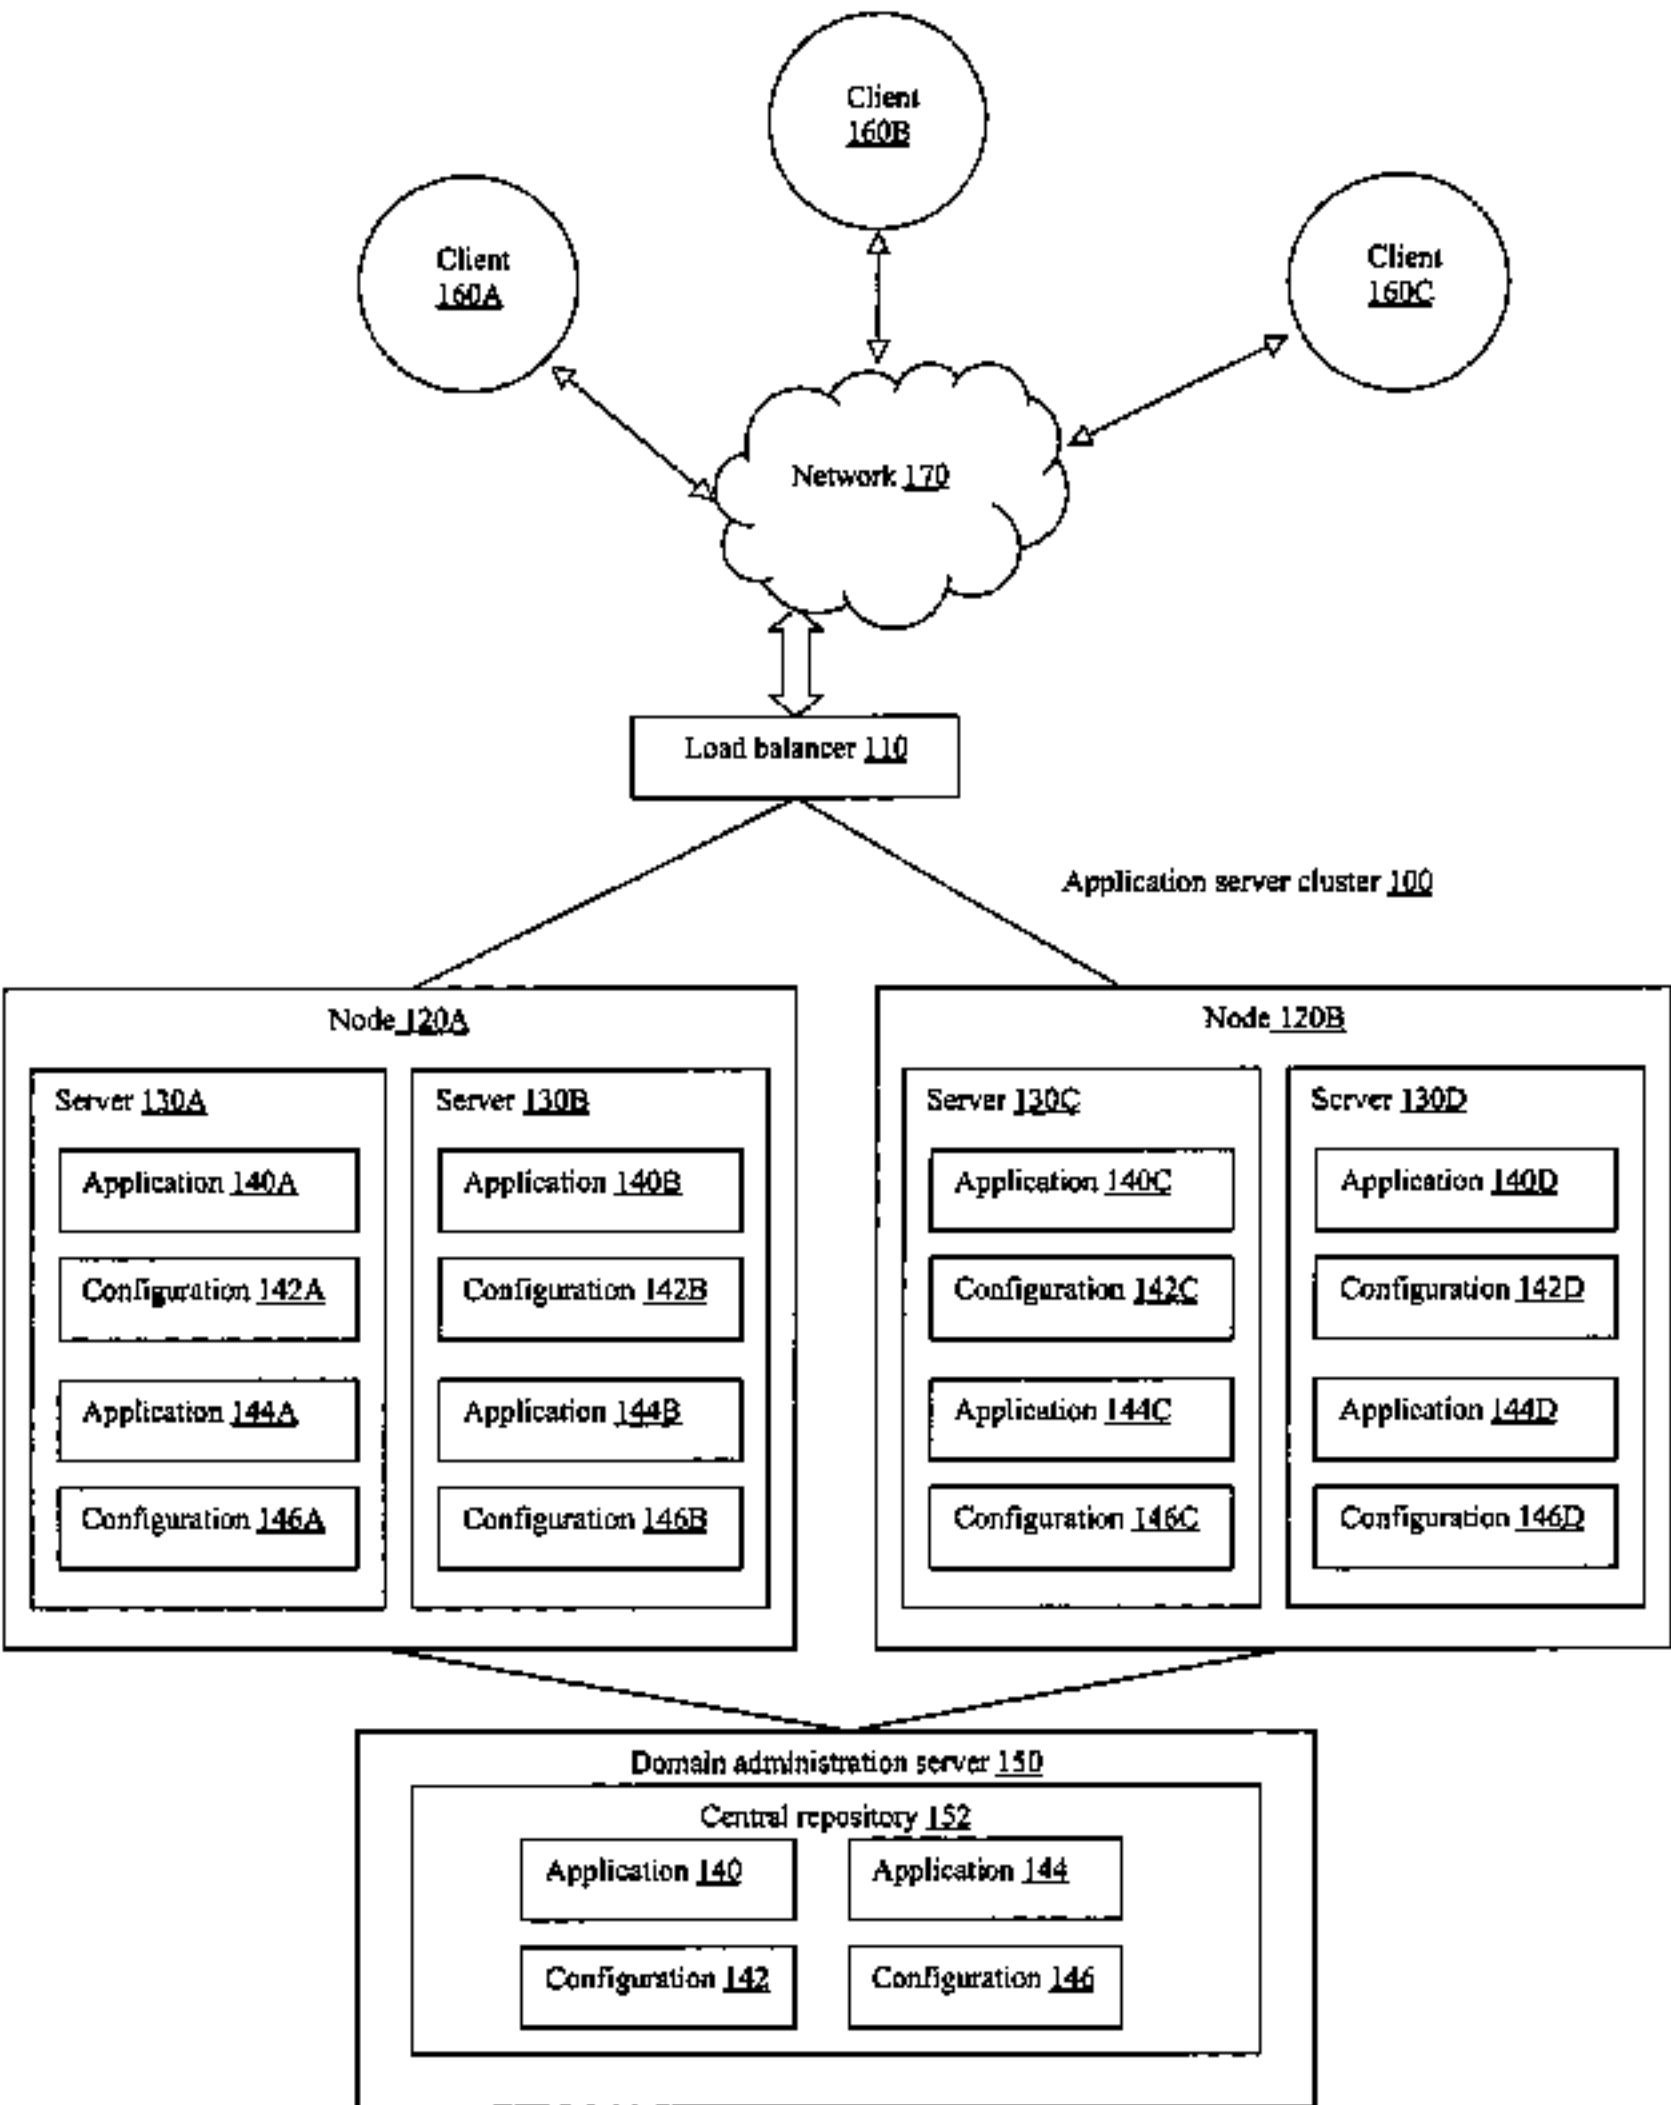 Client
160B
Client
160A
Client
160C
Network 170
Load balancer 110
Application server cluster 100
Node 120A
Server 130A
Application 140A
Configuration 142A
Application 144A
Configuration 146A
Server 130B
Application 140B
Configuration 142B
Application 144B
Configuration 146B
Node 120B
Server 130C
Application 140C
Configuration 142C
Application 144C
Configuration 146C
Server 130D
Application 140D
Configuration 142D
Application 144D
Configuration 146D
Domain administration server 150
Central repository 152
Application 140
Application 144
Configuration 142
Configuration 146